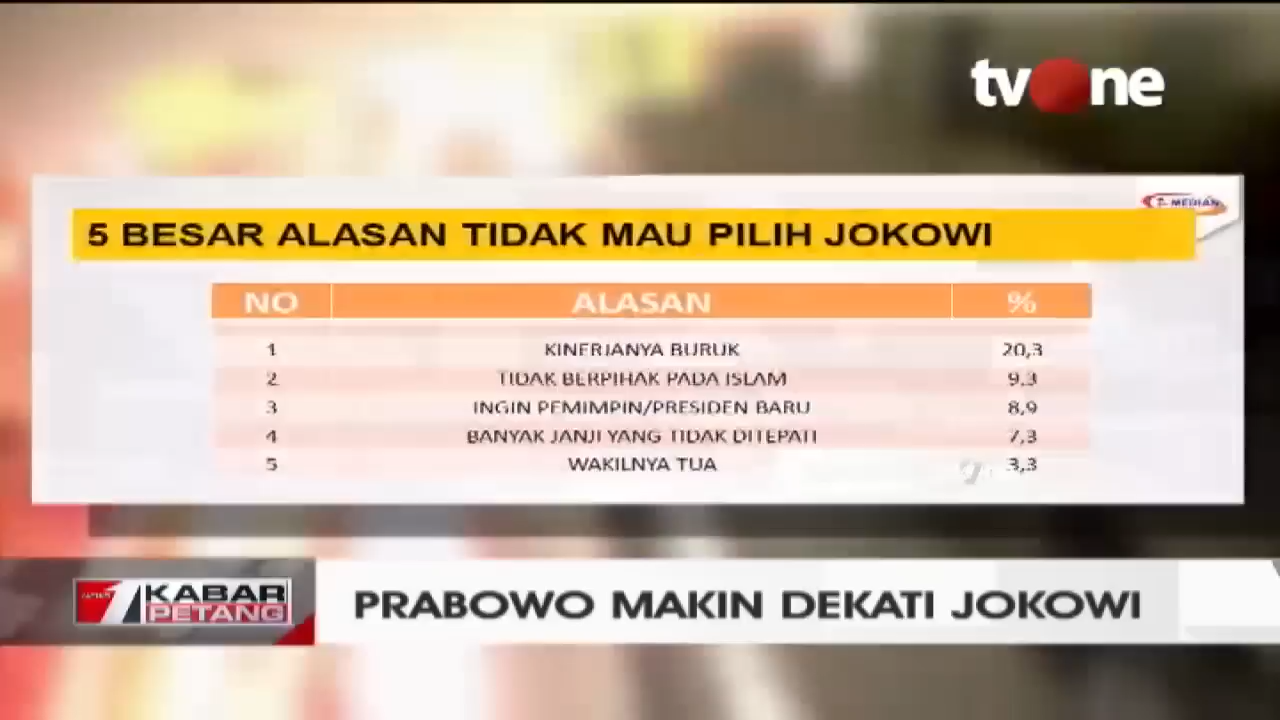 tvOne
MEDIAN
5 BESAR ALASAN TIDAK MAU PILIH JOKOWI
NO ALASAN %
1 KINERJANYA BURUK 20,3
2 TIDAK BERPIHAK PADA ISLAM 9,3
3 INGIN PEMIMPIN/PRESIDEN BARU 8,9
4 BANYAK JANJI YANG TIDAK DITEPATI 7,3
5 WAKILNYA TUA 3,3
KABAR
PETANG
PRABOWO MAKIN DEKATI JOKOWI